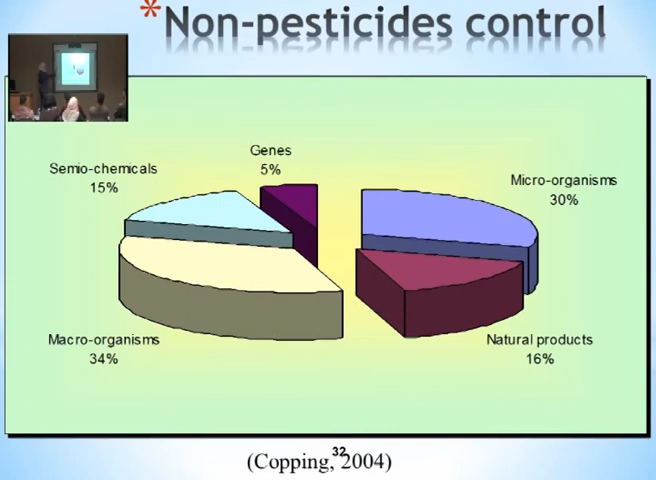 *Non-pesticides control
Genes
5%
Semio-chemicals
15%
Micro-organisms
30%
Macro-organisms
34%
Natural products
16%
32
(Copping, 2004)